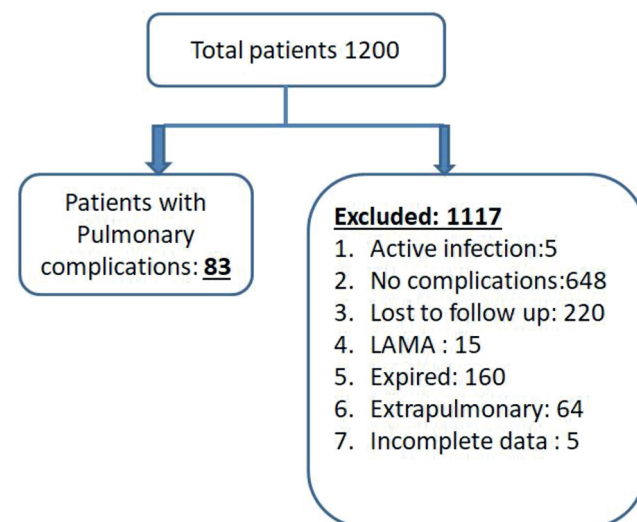 Total patients 1200
Patients with
Pulmonary
complications: 83
Excluded: 1117
1. Active infection:5
2. No complications:648
3. Lost to follow up: 220
4. LAMA : 15
5. Expired: 160
6. Extrapulmonary: 64
7. Incomplete data : 5